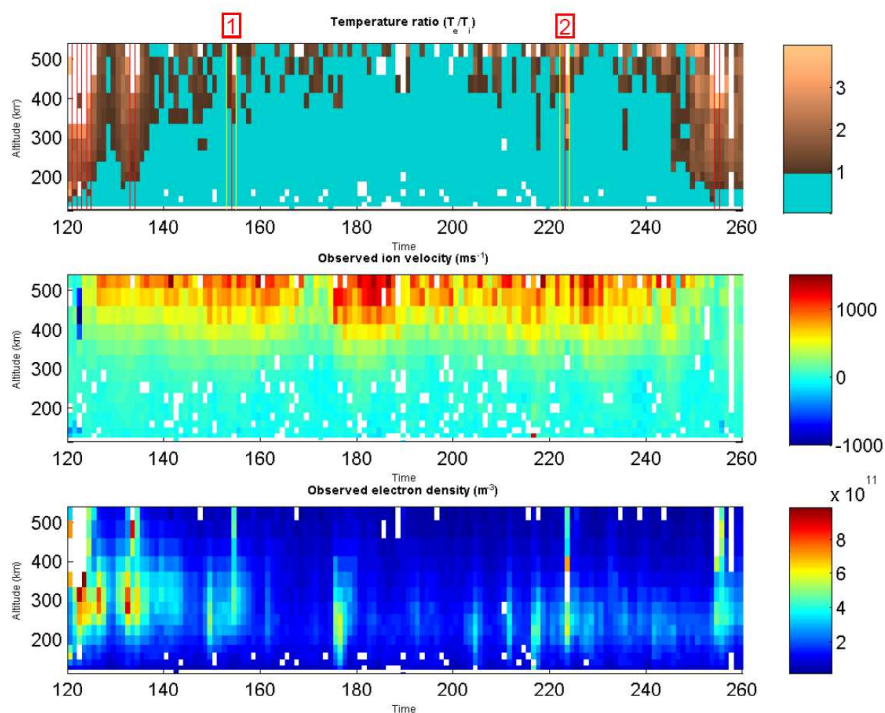 1
2
Temperature ratio (Te/Ti)
500
400
300
200
Altitude (km)
120 140 160 180 200 220 240 260
Time
3
2
1
Observed ion velocity (ms-1)
500
400
300
200
Altitude (km)
120 140 160 180 200 220 240 260
Time
1000
0
-1000
Observed electron density (m-3)
x 10 11
500
400
300
200
Altitude (km)
120 140 160 180 200 220 240 260
Time
8
6
4
2